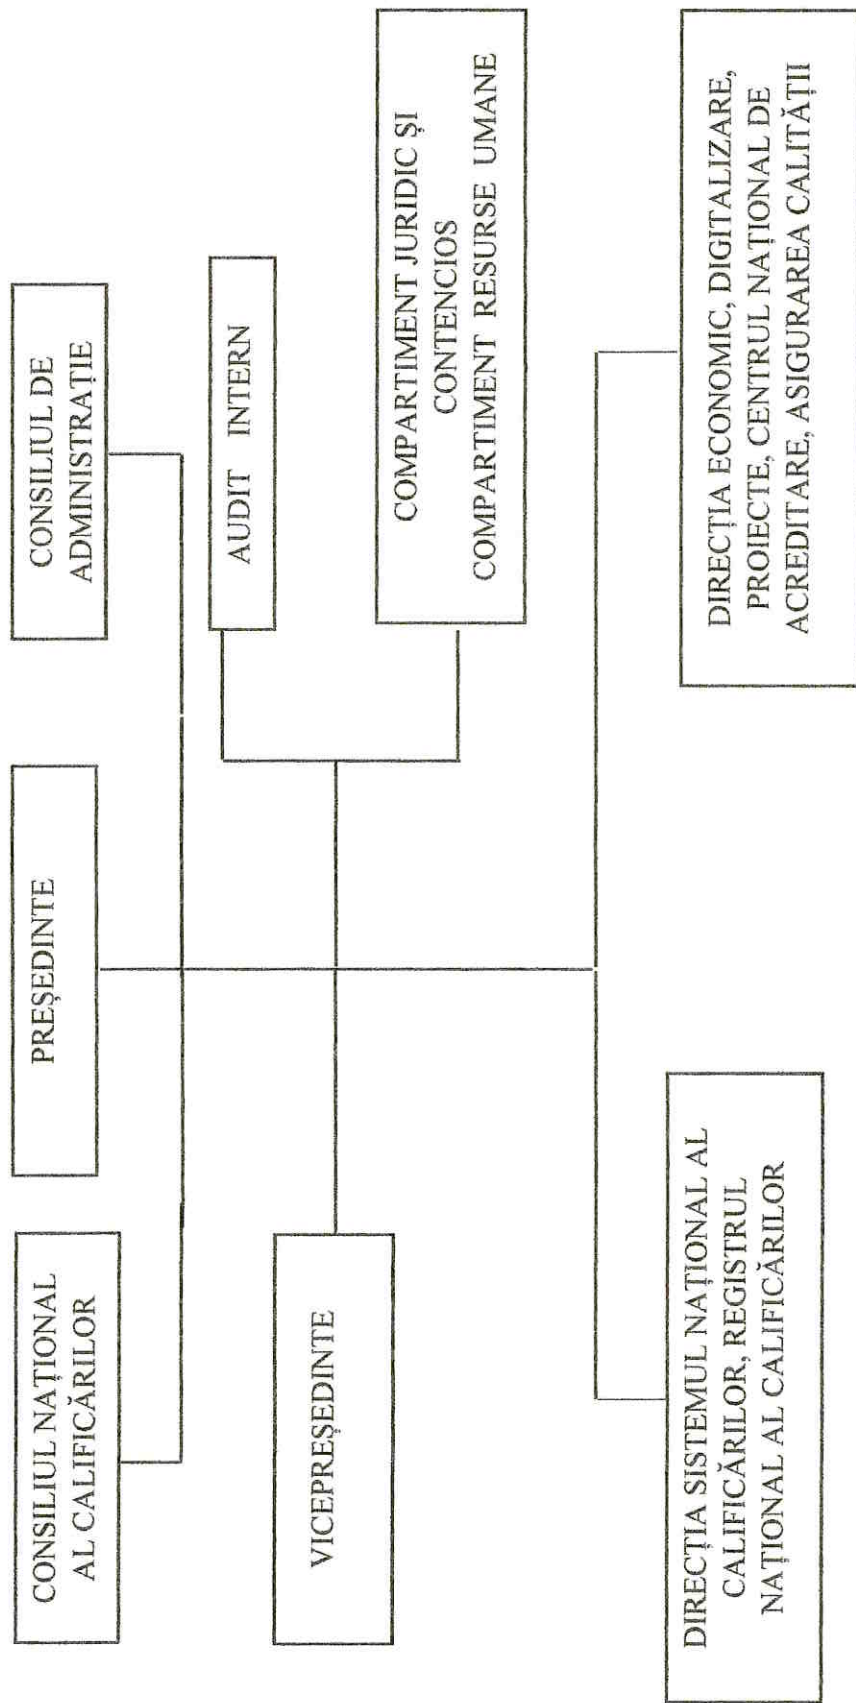 CONSILIUL NAȚIONAL
AL CALIFICĂRILOR
PREȘEDINTE
CONSILIUL DE
ADMINISTRAȚIE
VICEPREȘEDINTE
AUDIT INTERN
COMPARTIMENT JURIDIC ȘI
CONTENCIOS
COMPARTIMENT RESURSE UMANE
DIRECȚIA SISTEMUL NAȚIONAL AL
CALIFICĂRILOR, REGISTRUL
NAȚIONAL AL CALIFICĂRILOR
DIRECȚIA ECONOMIC, DIGITALIZARE,
PROIECTE, CENTRUL NAȚIONAL DE
ACREDITARE, ASIGURAREA CALITĂȚII